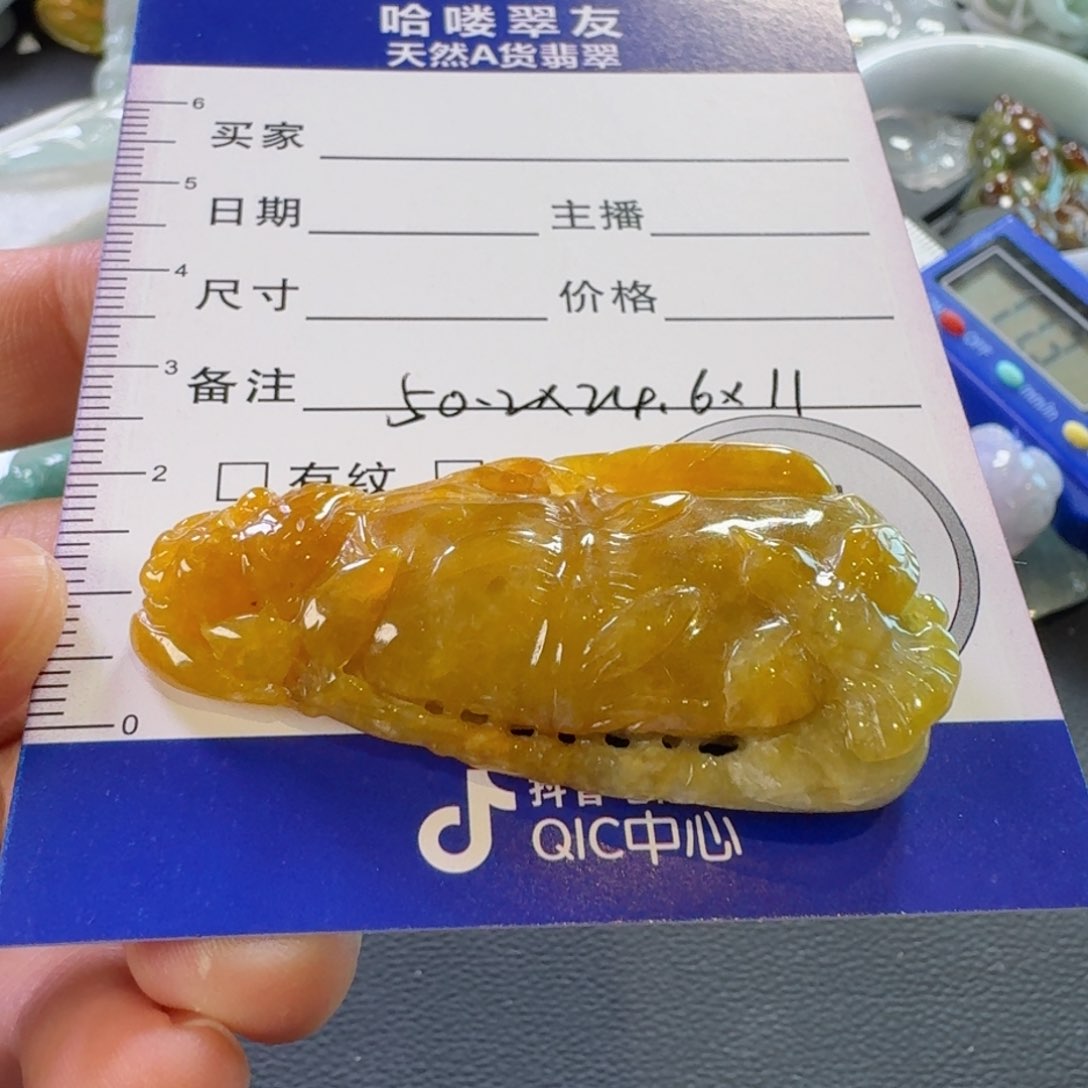 哈喽翠友
天然A货翡翠
6
买家
5
日期 主播
4
尺寸 价格
3
备注 50.2x24.6x11
2
有纹
0
抖音
QIC中心